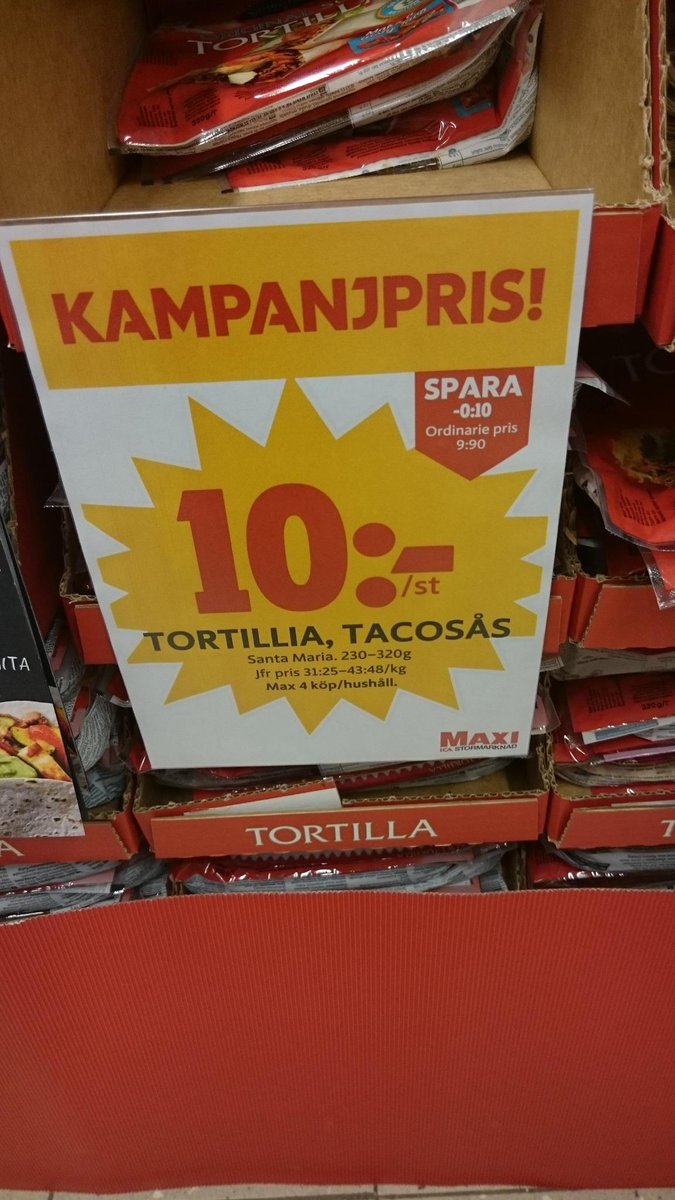 TORTILLA
320g/
KAMPANJPRIS!
SPARA
-0:10
Ordinarie pris
9:90
10:-/st
TORTILLIA, TACOSÅS
Santa Maria. 230–320g
Jfr pris 31:25–43:48/kg
Max 4 köp/hushåll.
MAXI
ICA STORMARKNAD
TORTILLA